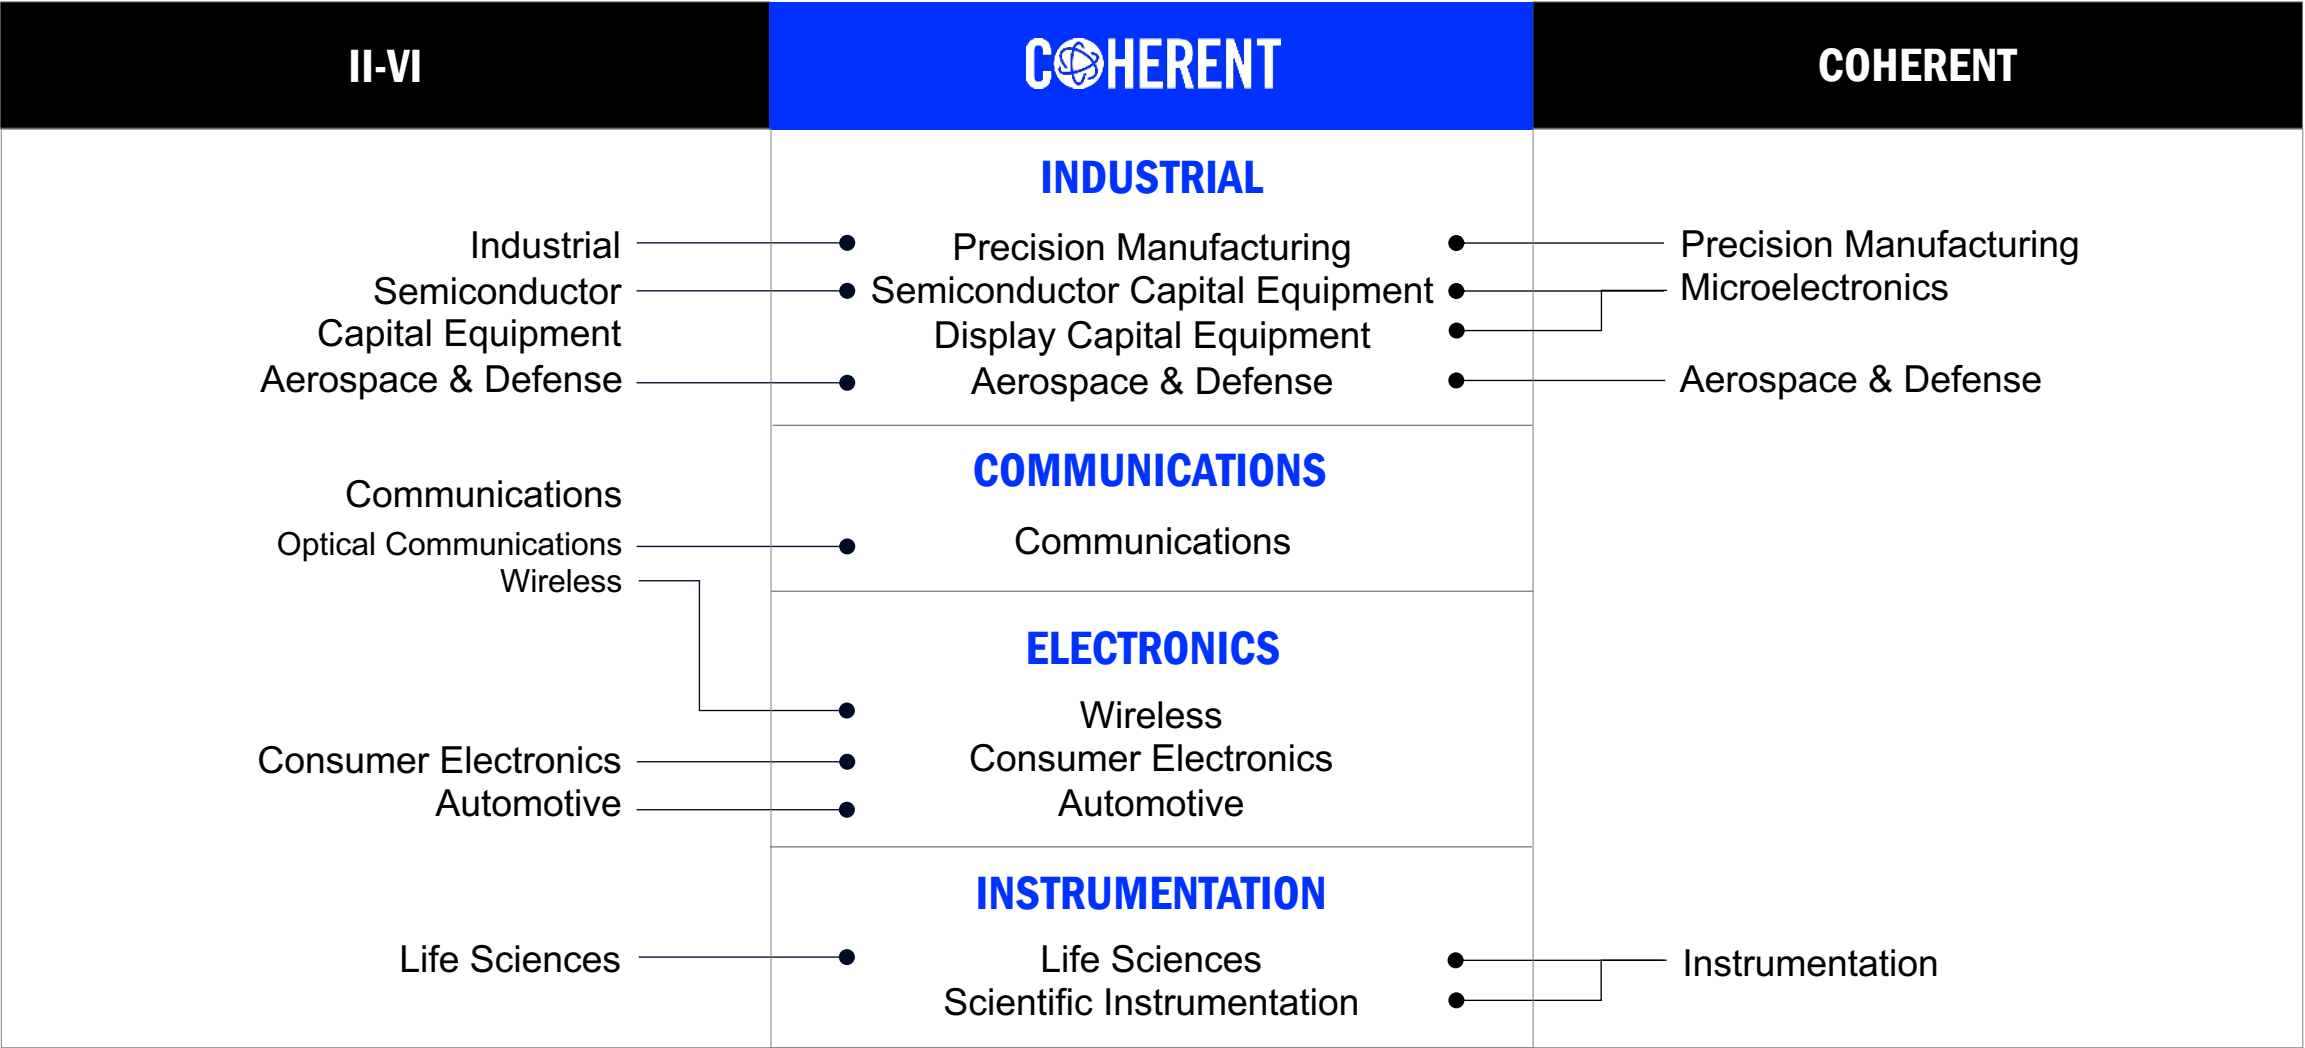 II-VI
COHERENT
COHERENT
INDUSTRIAL
Industrial
Precision Manufacturing
Precision Manufacturing
Semiconductor
Semiconductor Capital Equipment
Microelectronics
Capital Equipment
Display Capital Equipment
Aerospace & Defense
Aerospace & Defense
Aerospace & Defense
COMMUNICATIONS
Communications
Optical Communications
Communications
Wireless
ELECTRONICS
Wireless
Consumer Electronics
Consumer Electronics
Automotive
Automotive
INSTRUMENTATION
Life Sciences
Life Sciences
Instrumentation
Scientific Instrumentation